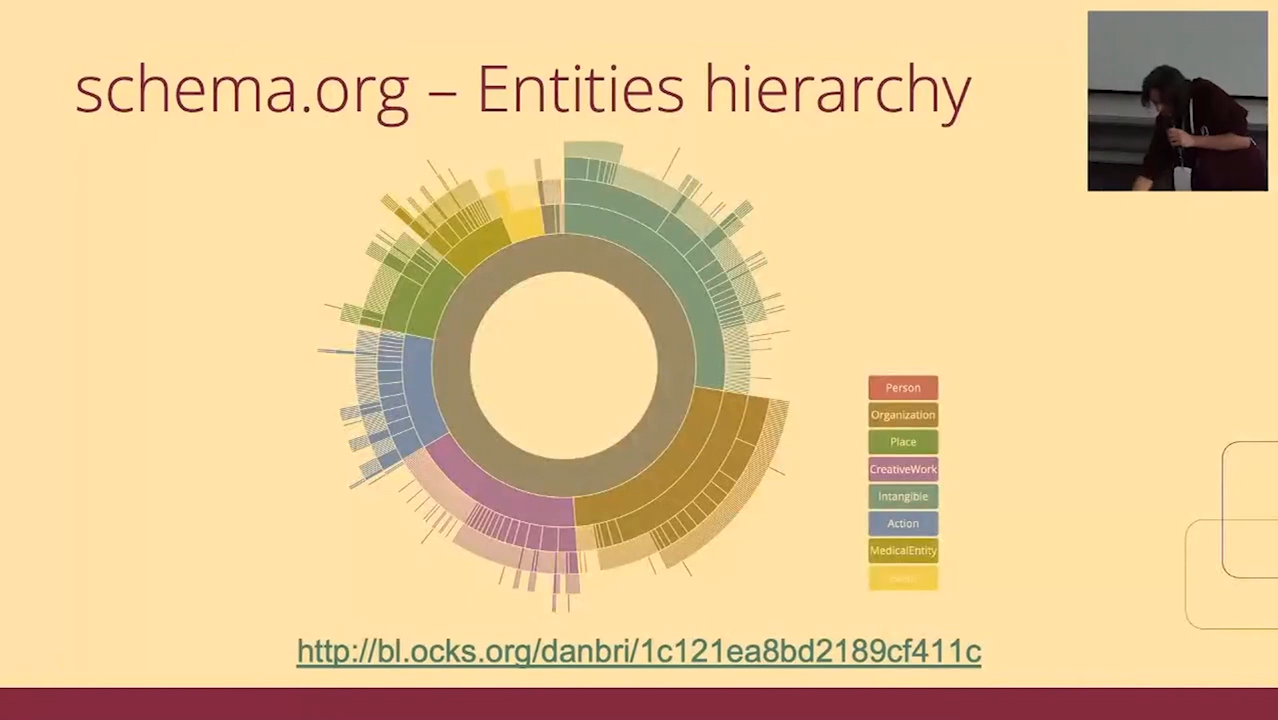 schema.org – Entities hierarchy
Person
Organization
Place
CreativeWork
Intangible
Action
MedicalEntity
http://bl.ocks.org/danbri/1c121ea8bd2189cf411c